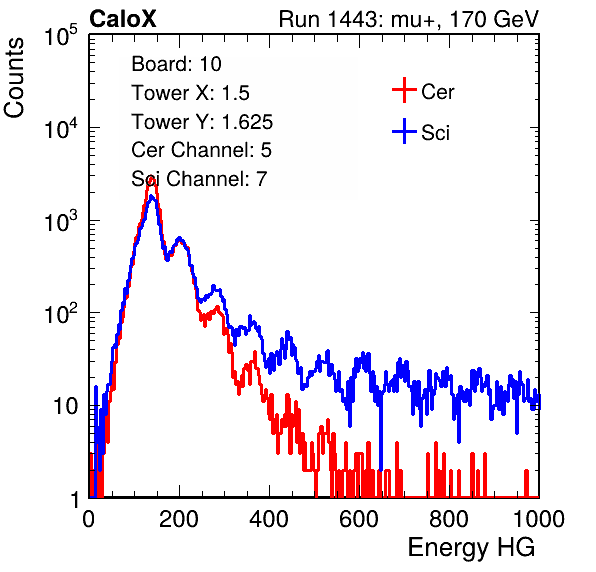 CaloX Run 1443: mu+, 170 GeV
Counts
Board: 10
Tower X: 1.5
Tower Y: 1.625
Cer Channel: 5
Sci Channel: 7
Cer
Sci
10^5
10^4
10^3
10^2
10
1
0 200 400 600 800 1000
Energy HG